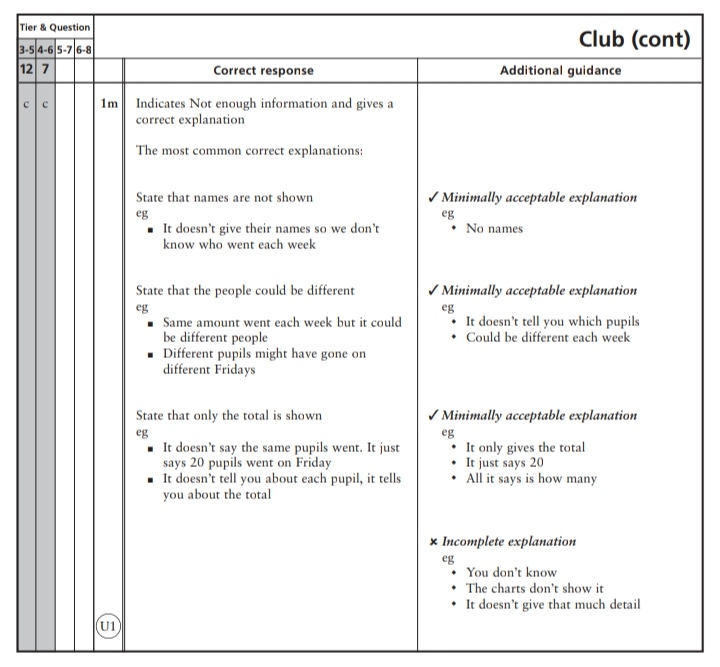 Tier & Question
3-5 4-6 5-7 6-8
Club (cont)
12 7
Correct response
Additional guidance
c c
1m
Indicates Not enough information and gives a
correct explanation
The most common correct explanations:
State that names are not shown
eg
▪ It doesn't give their names so we don't
know who went each week
✓ Minimally acceptable explanation
eg
• No names
State that the people could be different
eg
▪ Same amount went each week but it could
be different people
▪ Different pupils might have gone on
different Fridays
✓ Minimally acceptable explanation
eg
• It doesn't tell you which pupils
• Could be different each week
State that only the total is shown
eg
▪ It doesn't say the same pupils went. It just
says 20 pupils went on Friday
▪ It doesn't tell you about each pupil, it tells
you about the total
✓ Minimally acceptable explanation
eg
• It only gives the total
• It just says 20
• All it says is how many
✗ Incomplete explanation
eg
• You don't know
• The charts don't show it
• It doesn't give that much detail
U1